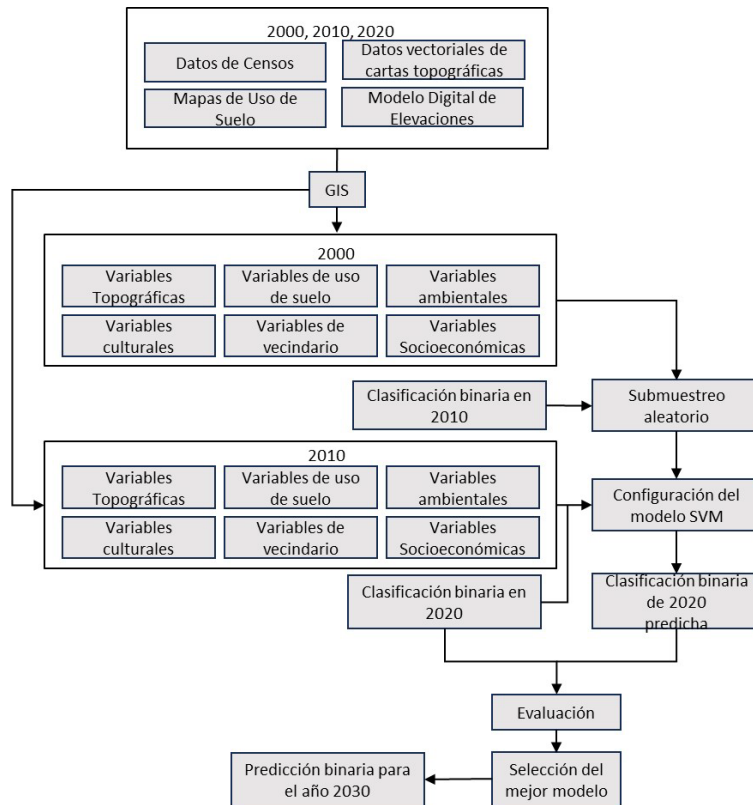 2000, 2010, 2020
Datos de Censos
Datos vectoriales de
cartas topográficas
Mapas de Uso de
Suelo
Modelo Digital de
Elevaciones
GIS
2000
Variables
Topográficas
Variables de uso
de suelo
Variables
ambientales
Variables
culturales
Variables de
vecindario
Variables
Socioeconómicas
Clasificación binaria en
2010
Submuestreo
aleatorio
2010
Variables
Topográficas
Variables de uso
de suelo
Variables
ambientales
Variables
culturales
Variables de
vecindario
Variables
Socioeconómicas
Configuración del
modelo SVM
Clasificación binaria en
2020
Clasificación binaria
de 2020
predicha
Evaluación
Selección del
mejor modelo
Predicción binaria para
el año 2030